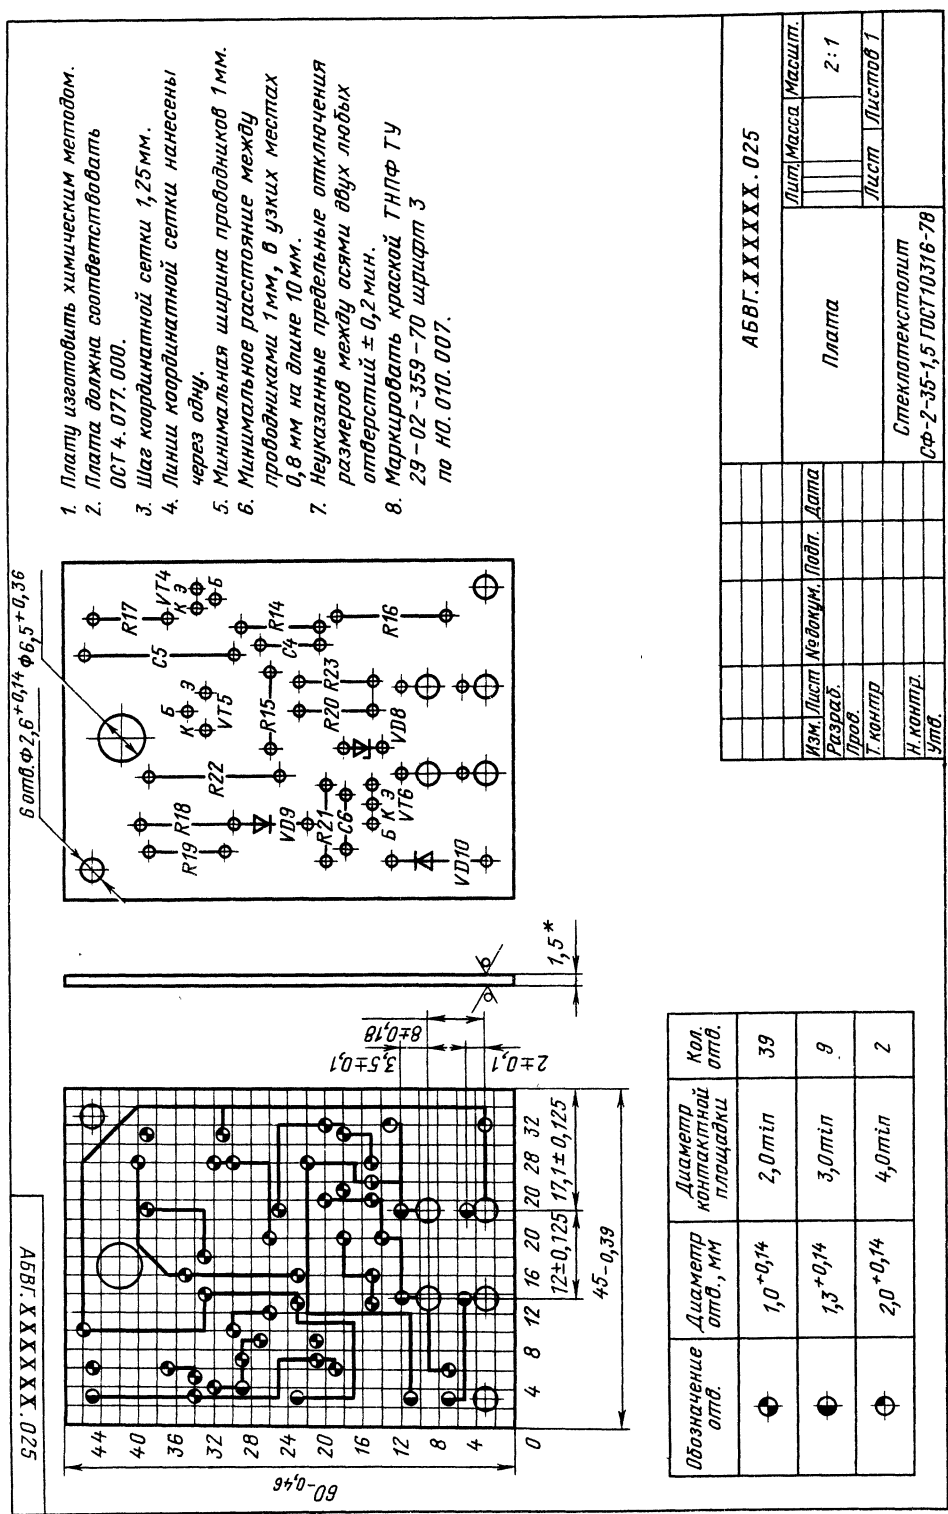 АБВГ.XXXXXX.025
60-0,46
44
40
36
32
28
24
20
16
12
8
4
0
4
8
12
16
20
20
28
32
12±0,125
17,1±0,125
45-0,39
3,5±0,1
8±0,18
2±0,1
1,5*
6 отв.Ф2,6+0,14
Ф6,5+0,36
R19
R18
VD9
R22
R21
C6
Б К Э
VT6
VD10
К Б Э
VT5
R15
R20
R23
VD8
C5
R17
VT4
К Э
Б
R14
C4
R16
1. Плату изготовить химическим методом.
2. Плата должна соответствовать
ОСТ 4.077.000.
3. Шаг координатной сетки 1,25мм.
4. Линии координатной сетки нанесены
через одну.
5. Минимальная ширина проводников 1мм.
6. Минимальное расстояние между
проводниками 1мм, в узких местах
0,8 мм на длине 10мм.
7. Неуказанные предельные отключения
размеров между осями двух любых
отверстий ± 0,2 мин.
8. Маркировать краской ТНПФ ТУ
29-02-359-70 шрифт 3
по НО.010.007.
Обозначение отв. Диаметр отв., мм Диаметр контактной площадки Кол. отв.
1,0+0,14 2,0min 39
1,3+0,14 3,0min 9
2,0+0,14 4,0min 2
АБВГ.XXXXXX.025
Изм. Лист №докум. Подп. Дата
Разраб.
Пров.
Т. контр
Н. контр.
Утв.
Плата
Лит. Масса Масшт.
2:1
Лист Листов 1
Стеклотекстолит
СФ-2-35-1,5 ГОСТ10316-78